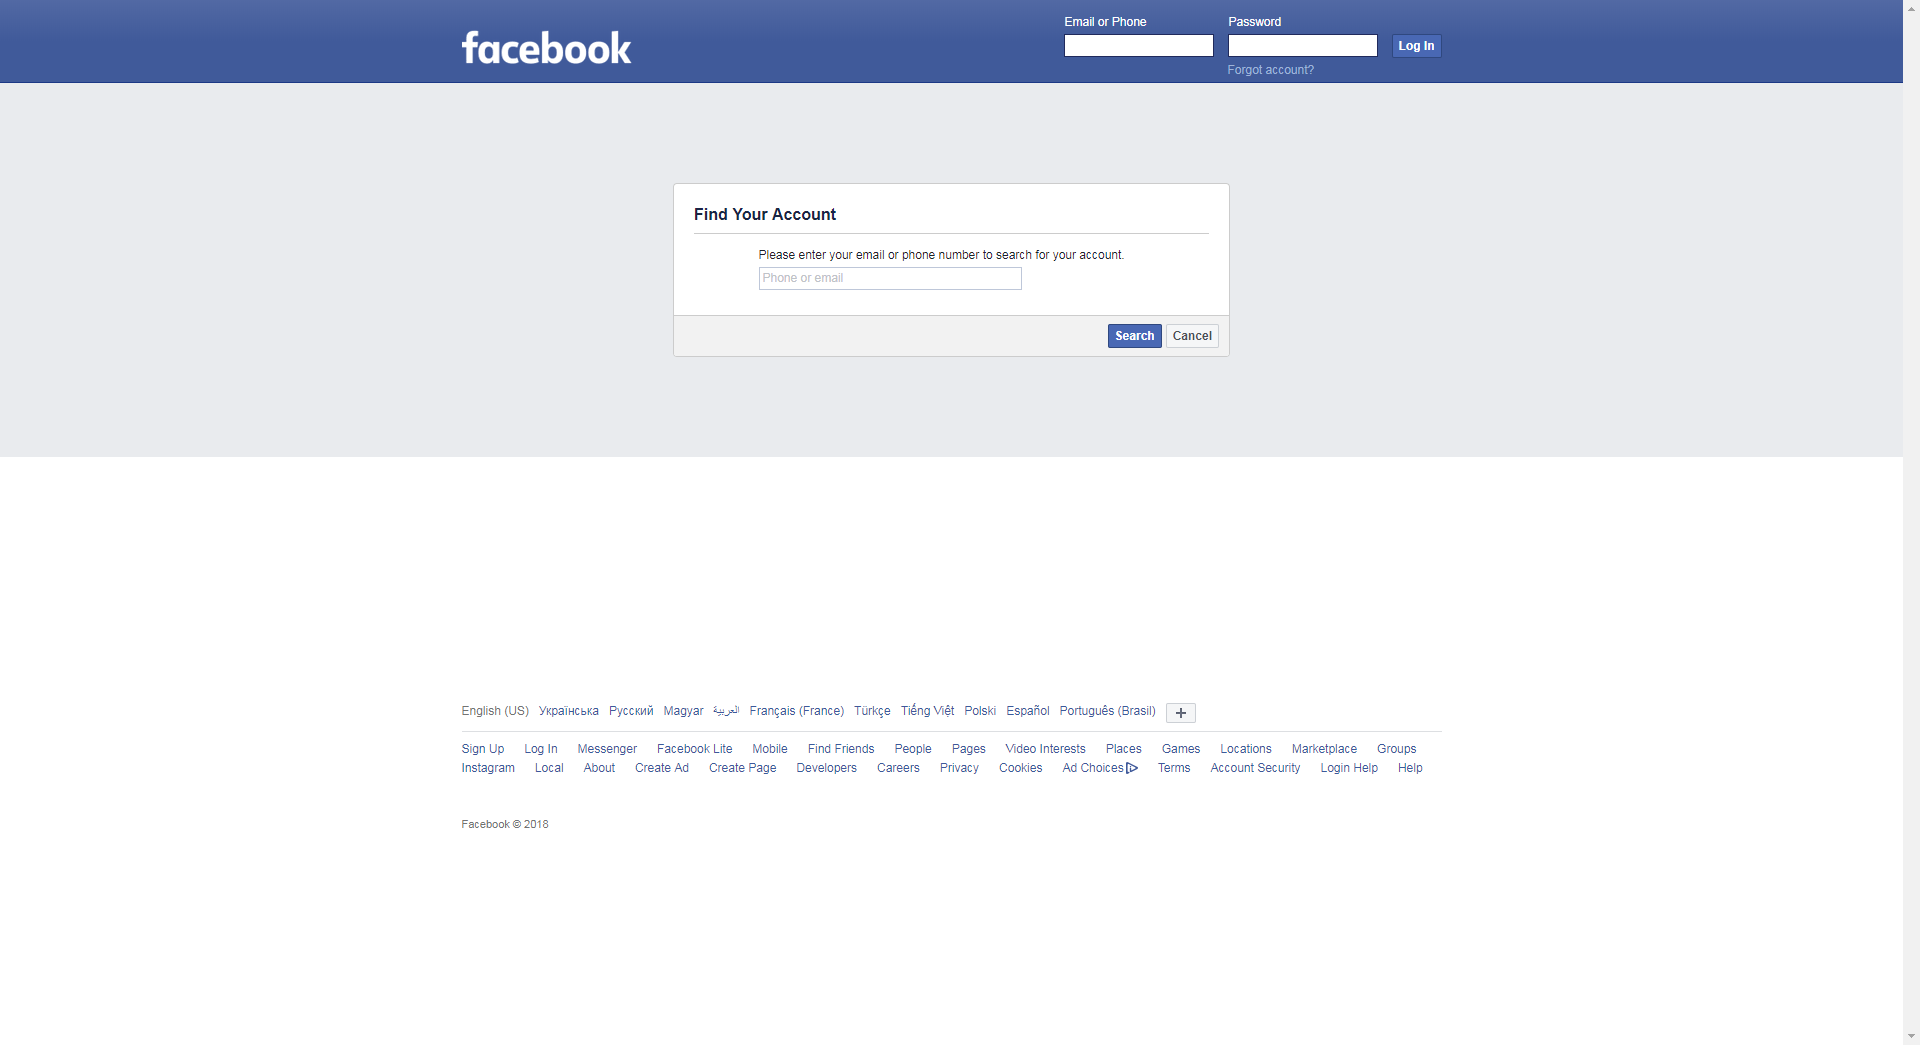 facebook
Email or Phone
Password
Log In
Forgot account?
Find Your Account
Please enter your email or phone number to search for your account.
Phone or email
Search Cancel
English (US) Українська Русский Magyar العربية Français (France) Türkçe Tiếng Việt Polski Español Português (Brasil)
Sign Up Log In Messenger Facebook Lite Mobile Find Friends People Pages Video Interests Places Games Locations Marketplace Groups
Instagram Local About Create Ad Create Page Developers Careers Privacy Cookies Ad Choices Terms Account Security Login Help Help
Facebook © 2018